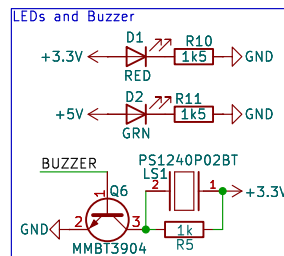 LEDs and Buzzer
D1
R10
+3.3V
1k5
GND
RED
D2
R11
+5V
1k5
GND
GRN
PS1240P02BT
BUZZER
LS1
Q6
2
1
+3.3V
1
GND
2
3
1k
MMBT3904
R5